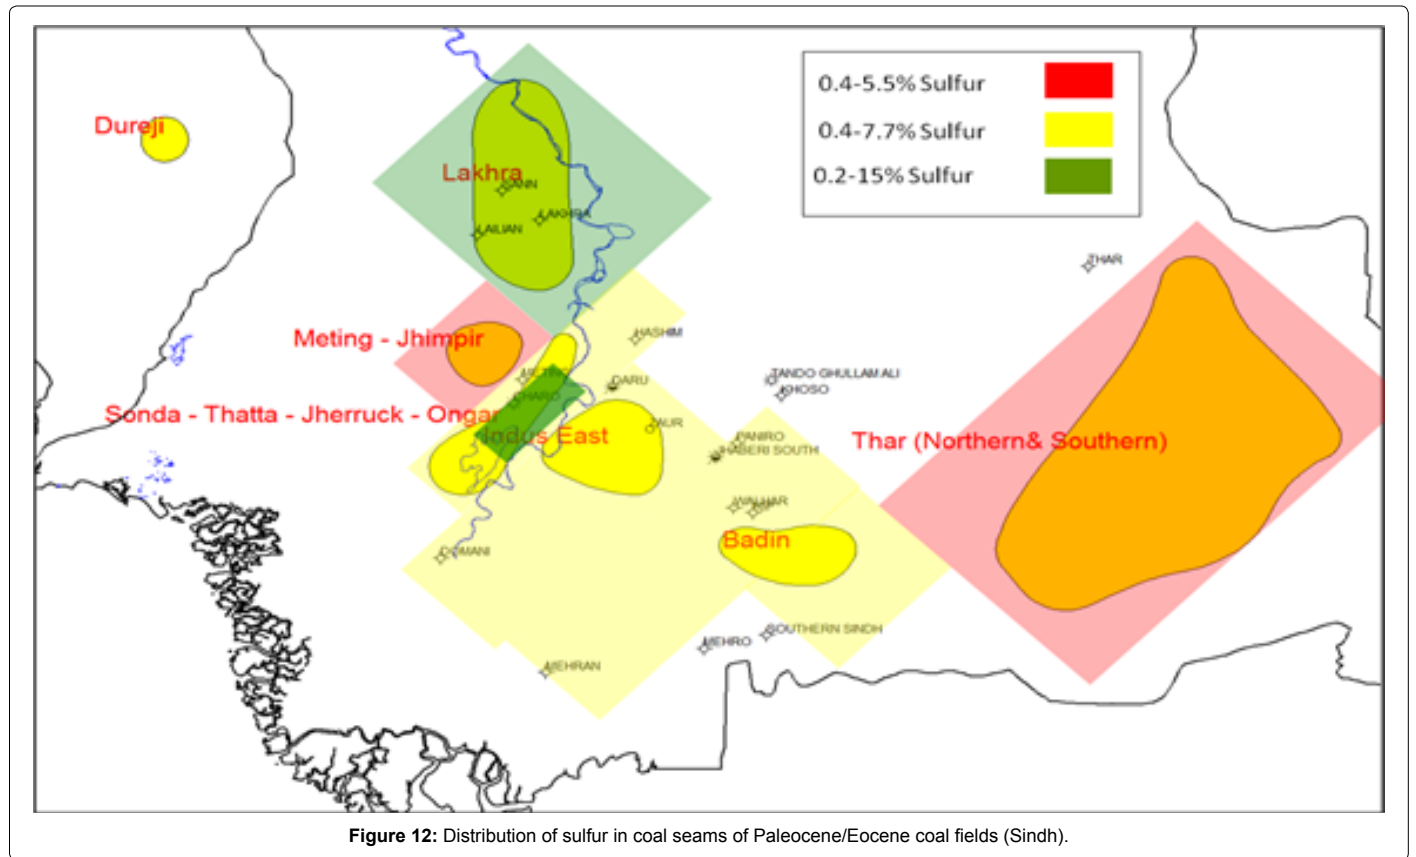 0.4-5.5% Sulfur
0.4-7.7% Sulfur
0.2-15% Sulfur
Dureji
Lakhra
LAKHRA
LAILIAN
THAR
Meting - Jhimpir
HASHIM
DARU
TANDO GHULLAM ALI
KHOSO
Sonda - Thatta - Jherruck - Ongar
Indus East
PANIRO
JHABERI SOUTH
Thar (Northern& Southern)
Badin
SOUTHERN SINDH
MEHRO
MEHRAN
Figure 12: Distribution of sulfur in coal seams of Paleocene/Eocene coal fields (Sindh).